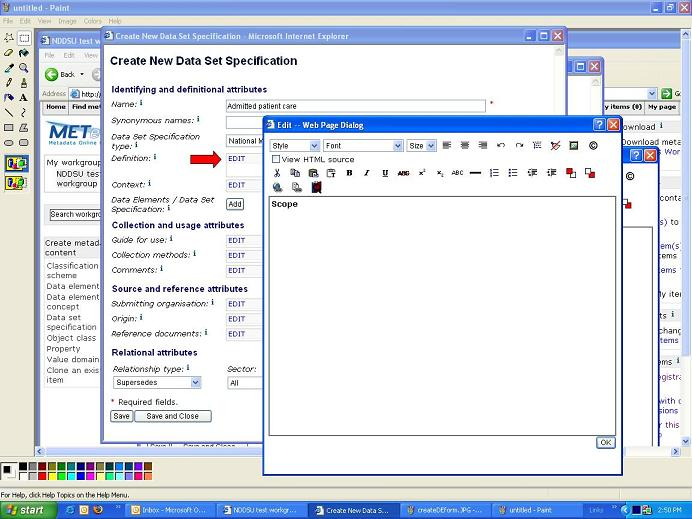 untitled - Paint
File Edit View Image Colors Help
NDDSU test w
Create New Data Set Specification - Microsoft Internet Explorer
File Edit View
Back
Address http:/
Go
Home Find me
My items (0) My page
METe
Metadata Online
My workgroup
NDDSU test
workgroup
Search workgro
Create metad
content
Classification
scheme
Data element
Data element
concept
Data set
specification
Object class
Property
Value domain
Clone an exis
item
Create New Data Set Specification
Identifying and definitional attributes
Name: i Admitted patient care *
Synonymous names: i
Data Set Specification
type: i National M
Definition: i EDIT
Context: i EDIT
Data Elements / Data Set
Specification: i Add
Collection and usage attributes
Guide for use: i EDIT
Collection methods: i EDIT
Comments: i EDIT
Source and reference attributes
Submitting organisation: i EDIT
Origin: i EDIT
Reference documents: i EDIT
Relational attributes
Relationship type: i Sector:
Supersedes All
* Required fields.
Save Save and Close
Edit -- Web Page Dialog
Style Font Size
View HTML source
B I U ABC x² x₂ ABC
Scope
OK
For Help, click Help Topics on the Help Menu.
start
Inbox - Microsoft O...
NDDSU test workgr...
Create New Data S...
createDEform.JPG -...
untitled - Paint
Links
2:50 PM